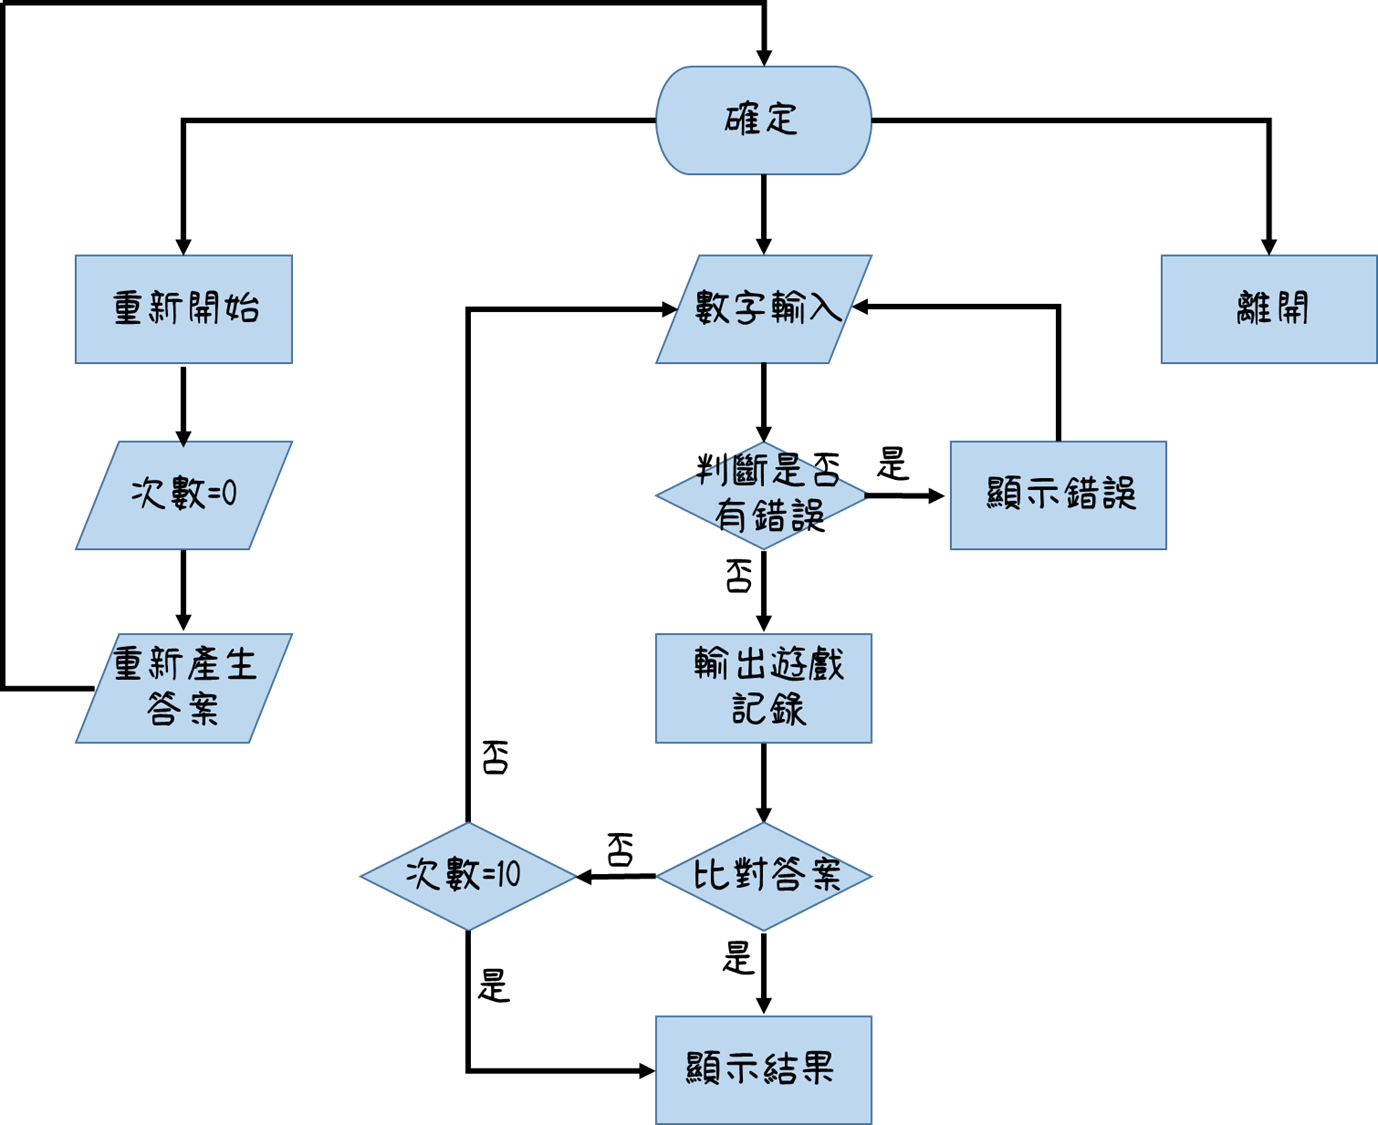 確定
重新開始
數字輸入
離開
次數=0
判斷是否
有錯誤
是
顯示錯誤
否
重新產生
答案
輸出遊戲
記錄
否
次數=10
否
比對答案
是
是
顯示結果